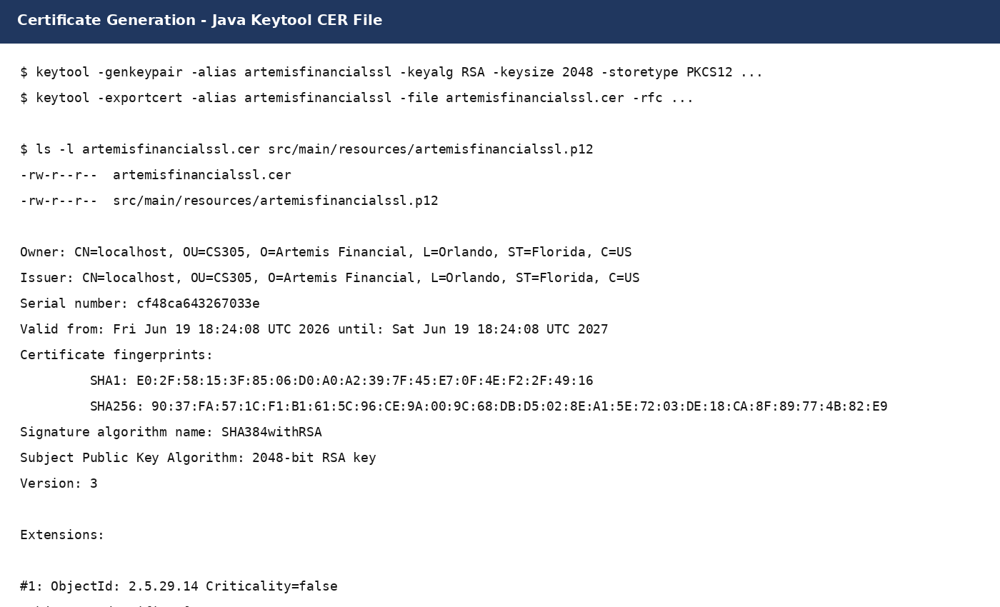 Certificate Generation - Java Keytool CER File
$ keytool -genkeypair -alias artemisfinancialssl -keyalg RSA -keysize 2048 -storetype PKCS12 ...
$ keytool -exportcert -alias artemisfinancialssl -file artemisfinancialssl.cer -rfc ...
$ ls -l artemisfinancialssl.cer src/main/resources/artemisfinancialssl.p12
-rw-r--r--  artemisfinancialssl.cer
-rw-r--r--  src/main/resources/artemisfinancialssl.p12
Owner: CN=localhost, OU=CS305, O=Artemis Financial, L=Orlando, ST=Florida, C=US
Issuer: CN=localhost, OU=CS305, O=Artemis Financial, L=Orlando, ST=Florida, C=US
Serial number: cf48ca643267033e
Valid from: Fri Jun 19 18:24:08 UTC 2026 until: Sat Jun 19 18:24:08 UTC 2027
Certificate fingerprints:
SHA1: E0:2F:58:15:3F:85:06:D0:A0:A2:39:7F:45:E7:0F:4E:F2:2F:49:16
SHA256: 90:37:FA:57:1C:F1:B1:61:5C:96:CE:9A:00:9C:68:DB:D5:02:8E:A1:5E:72:03:DE:18:CA:8F:89:77:4B:82:E9
Signature algorithm name: SHA384withRSA
Subject Public Key Algorithm: 2048-bit RSA key
Version: 3
Extensions:
#1: ObjectId: 2.5.29.14 Criticality=false